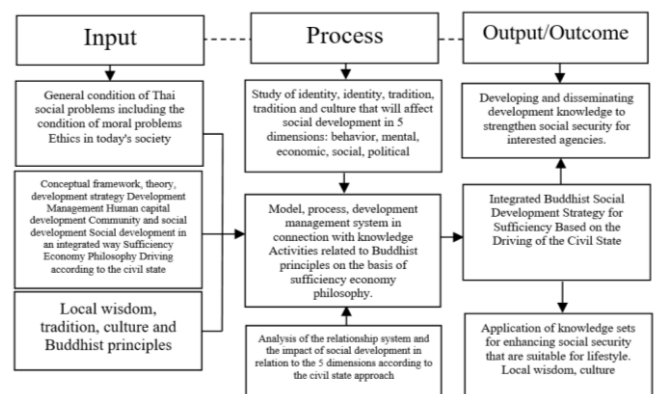 Input
Process
Output/Outcome
General condition of Thai
social problems including the
condition of moral problems
Ethics in today's society
Conceptual framework, theory,
development strategy Development
Management Human capital
development Community and social
development Social development in
an integrated way Sufficiency
Economy Philosophy Driving
according to the civil state
Local wisdom,
tradition, culture and
Buddhist principles
Study of identity, identity, tradition,
tradition and culture that will affect
social development in 5
dimensions: behavior, mental,
economic, social, political
Model, process, development
management system in
connection with knowledge
Activities related to Buddhist
principles on the basis of
sufficiency economy
philosophy.
Analysis of the relationship system and
the impact of social development in
relation to the 5 dimensions according to
the civil state approach
Developing and disseminating
development knowledge to
strengthen social security for
interested agencies.
Integrated Buddhist Social
Development Strategy for
Sufficiency Based on the
Driving of the Civil State
Application of knowledge sets
for enhancing social security
that are suitable for lifestyle.
Local wisdom, culture